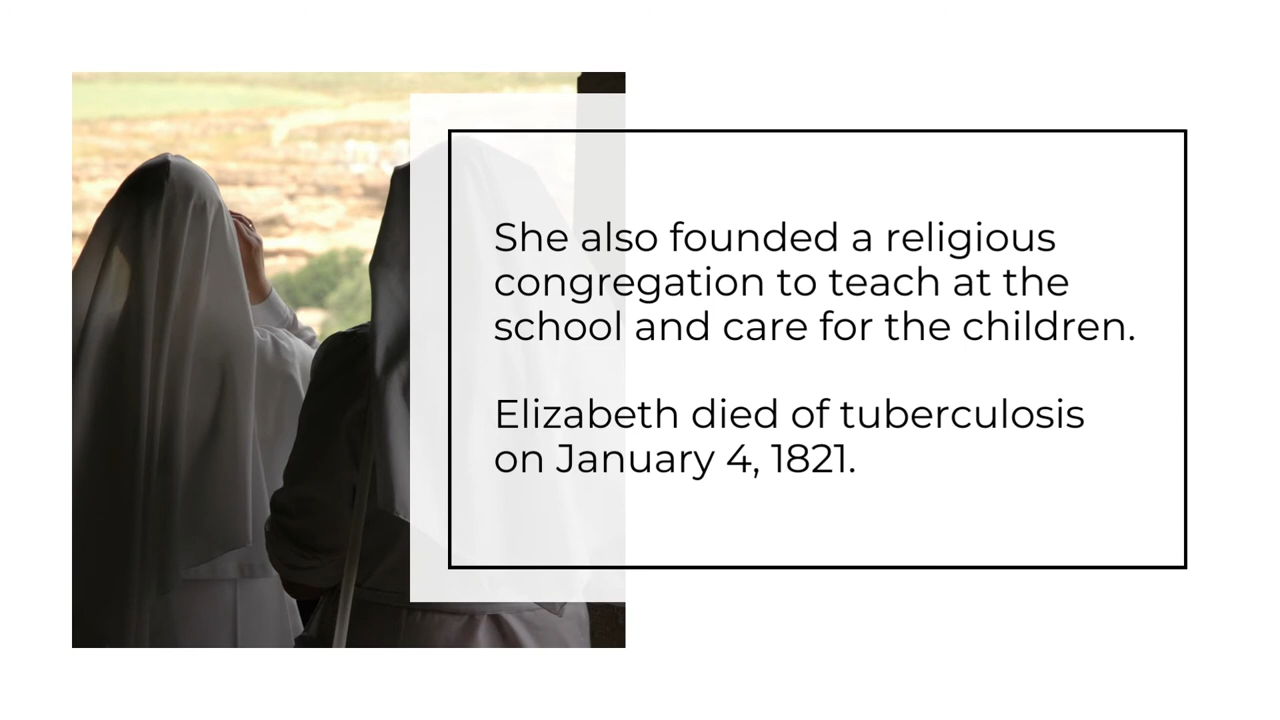 She also founded a religious
congregation to teach at the
school and care for the children.
Elizabeth died of tuberculosis
on January 4, 1821.